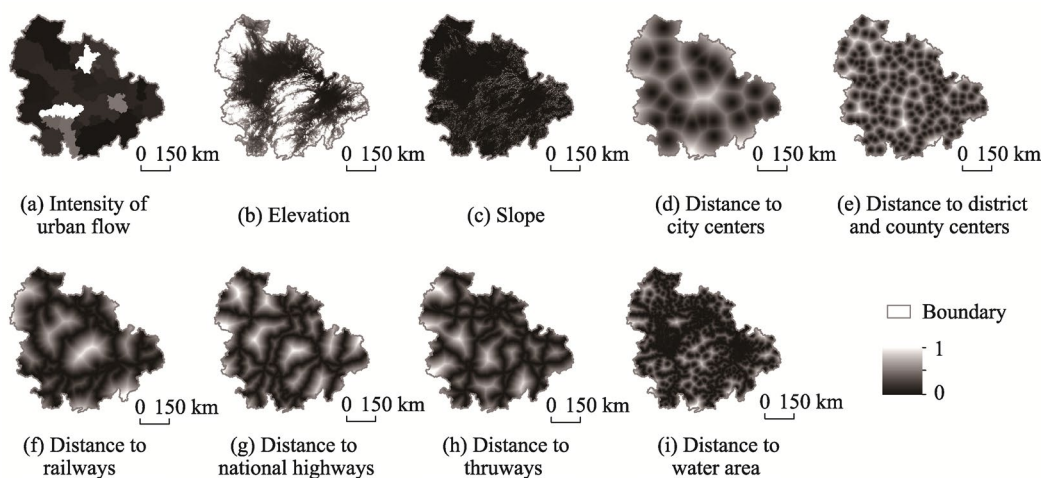 0 150 km
0 150 km
0 150 km
0 150 km
0 150 km
(a) Intensity of
urban flow
(b) Elevation
(c) Slope
(d) Distance to
city centers
(e) Distance to district
and county centers
0 150 km
0 150 km
0 150 km
0 150 km
(f) Distance to
railways
(g) Distance to
national highways
(h) Distance to
thruways
(i) Distance to
water area
Boundary
1
0